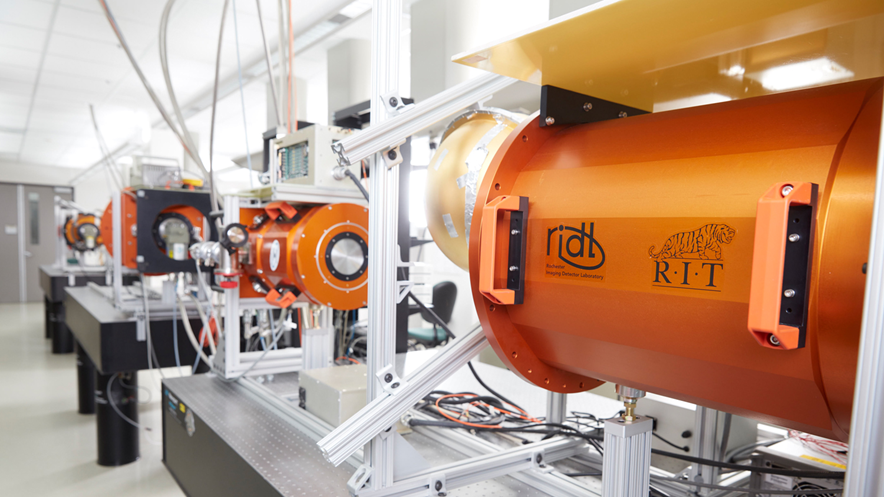 ridl
Rochester
Imaging Detector Laboratory
R·I·T